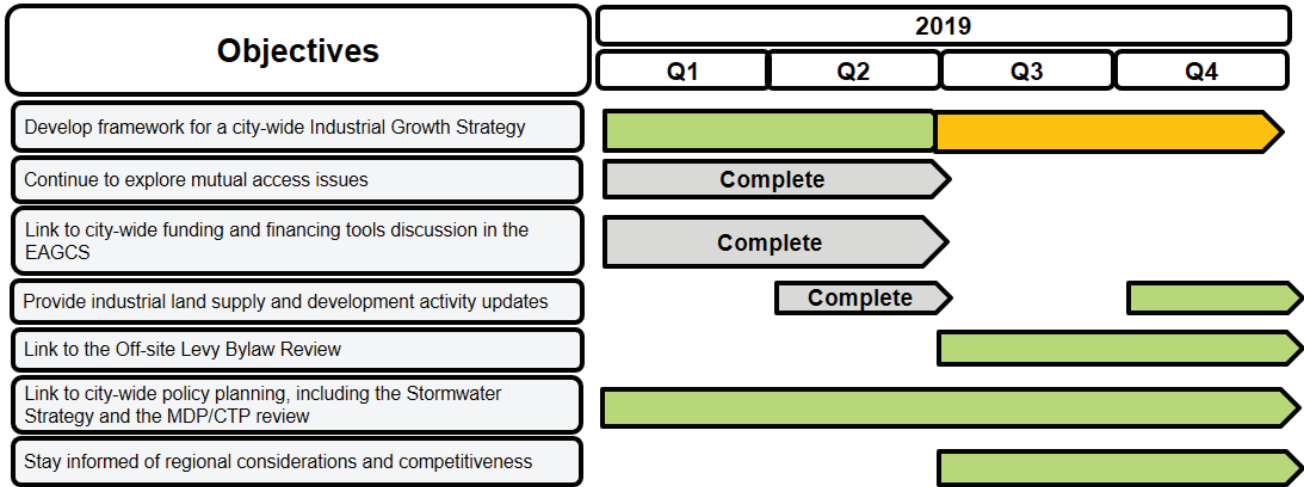 Objectives
2019
Q1 Q2 Q3 Q4
Develop framework for a city-wide Industrial Growth Strategy
Continue to explore mutual access issues
Complete
Link to city-wide funding and financing tools discussion in the
EAGCS
Complete
Provide industrial land supply and development activity updates
Complete
Link to the Off-site Levy Bylaw Review
Link to city-wide policy planning, including the Stormwater
Strategy and the MDP/CTP review
Stay informed of regional considerations and competitiveness